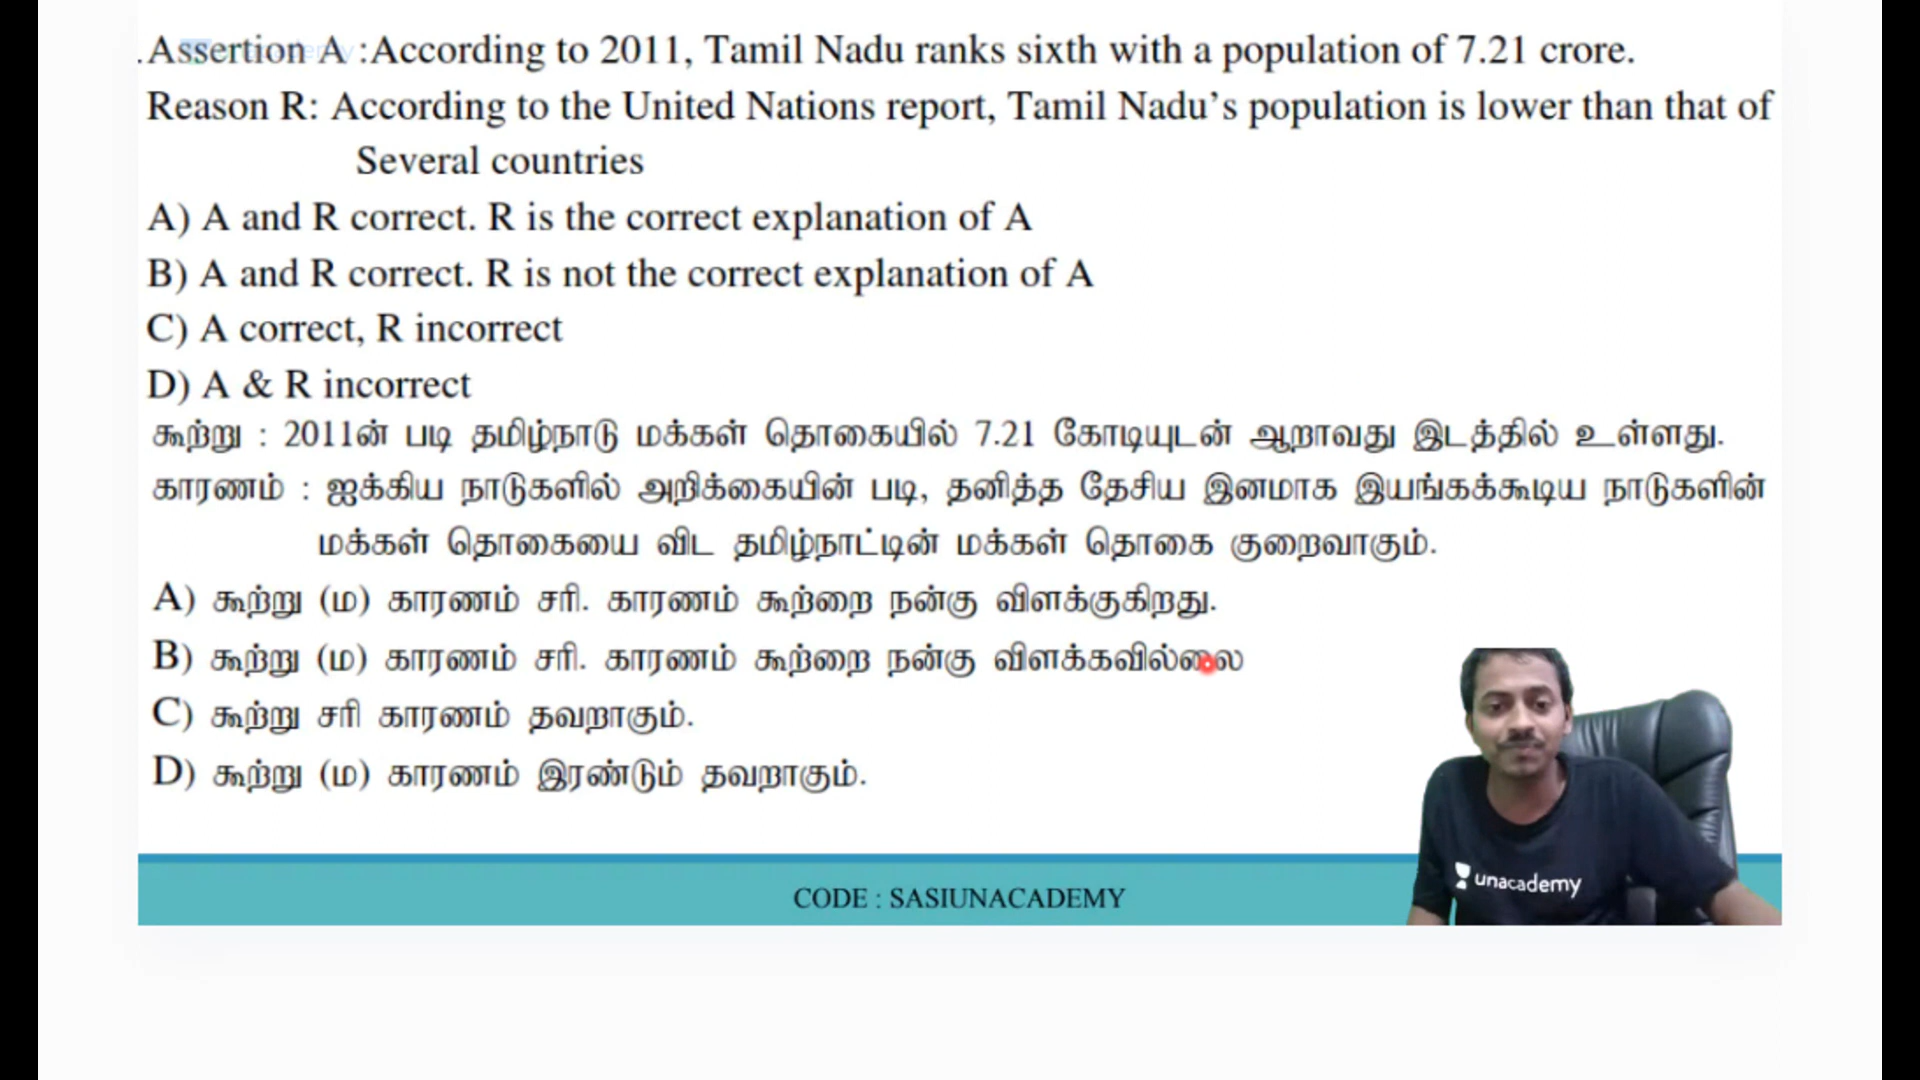 .Assertion A :According to 2011, Tamil Nadu ranks sixth with a population of 7.21 crore.
Reason R: According to the United Nations report, Tamil Nadu’s population is lower than that of
Several countries
A) A and R correct. R is the correct explanation of A
B) A and R correct. R is not the correct explanation of A
C) A correct, R incorrect
D) A & R incorrect
கூற்று : 2011ன் படி தமிழ்நாடு மக்கள் தொகையில் 7.21 கோடியுடன் ஆறாவது இடத்தில் உள்ளது.
காரணம் : ஐக்கிய நாடுகளில் அறிக்கையின் படி, தனித்த தேசிய இனமாக இயங்கக்கூடிய நாடுகளின்
மக்கள் தொகையை விட தமிழ்நாட்டின் மக்கள் தொகை குறைவாகும்.
A) கூற்று (ம) காரணம் சரி. காரணம் கூற்றை நன்கு விளக்குகிறது.
B) கூற்று (ம) காரணம் சரி. காரணம் கூற்றை நன்கு விளக்கவில்லை
C) கூற்று சரி காரணம் தவறாகும்.
D) கூற்று (ம) காரணம் இரண்டும் தவறாகும்.
unacademy
CODE : SASIUNACADEMY